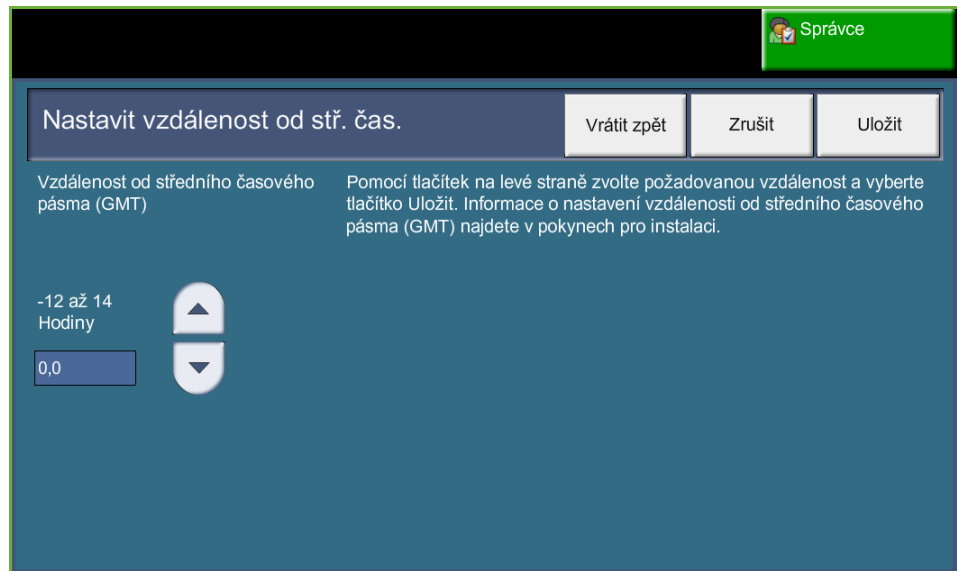 Správce
Nastavit vzdálenost od stř. čas.
Vrátit zpět
Zrušit
Uložit
Vzdálenost od středního časového
pásma (GMT)
Pomocí tlačítek na levé straně zvolte požadovanou vzdálenost a vyberte
tlačítko Uložit. Informace o nastavení vzdálenosti od středního časového
pásma (GMT) najdete v pokynech pro instalaci.
-12 až 14
Hodiny
0,0